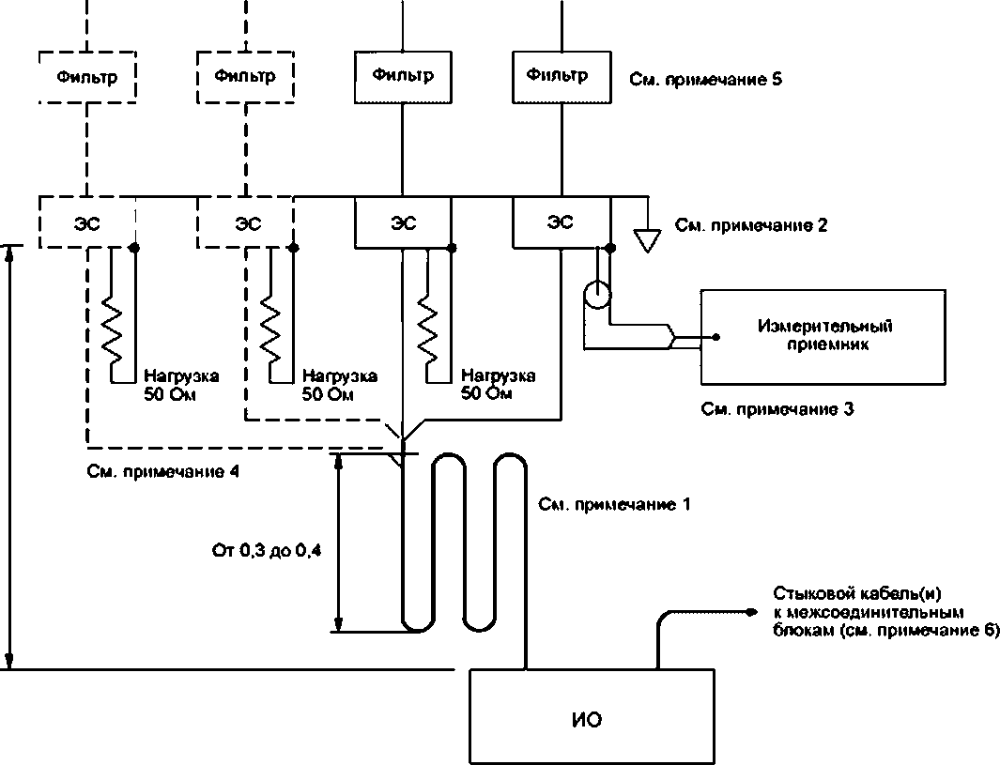 Фильтр
Фильтр
Фильтр
Фильтр
См. примечание 5
ЭС
ЭС
ЭС
ЭС
См. примечание 2
Измерительный
приемник
Нагрузка
50 Ом
Нагрузка
50 Ом
Нагрузка
50 Ом
См. примечание 3
См. примечание 4
См. примечание 1
От 0,3 до 0,4
Стыковой кабель(и)
к межсоединительным
блокам (см. примечание 6)
ИО